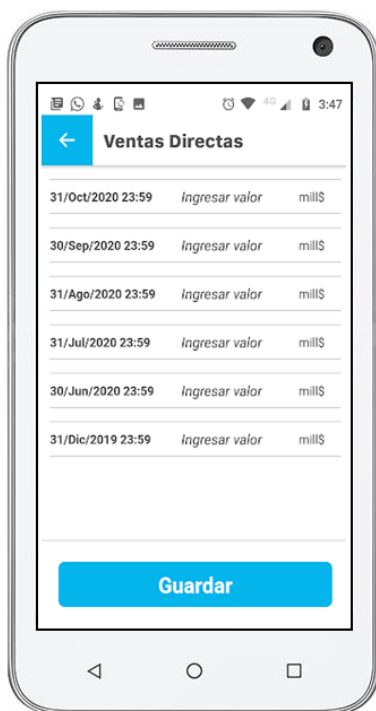 4G 3:47
Ventas Directas
31/Oct/2020 23:59 Ingresar valor mill$
30/Sep/2020 23:59 Ingresar valor mill$
31/Ago/2020 23:59 Ingresar valor mill$
31/Jul/2020 23:59 Ingresar valor mill$
30/Jun/2020 23:59 Ingresar valor mill$
31/Dic/2019 23:59 Ingresar valor mill$
Guardar